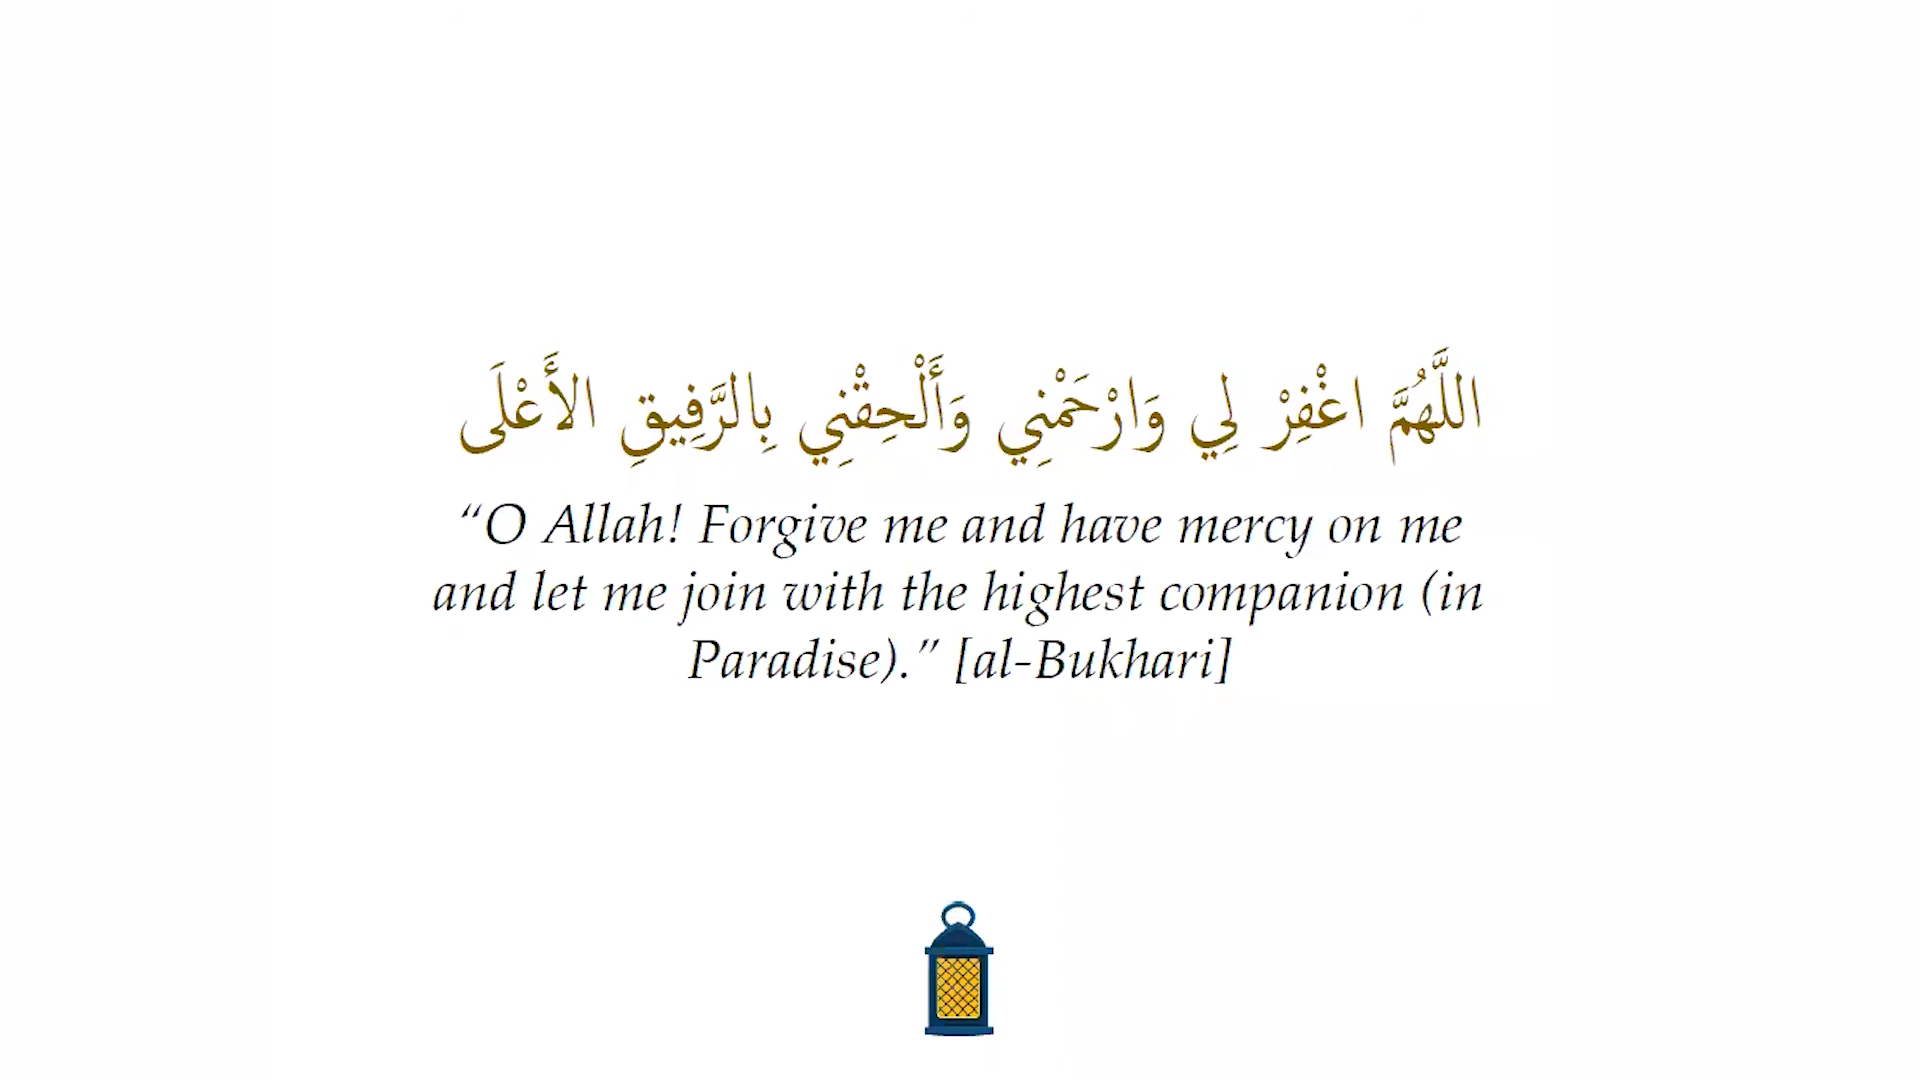 اللَّهُمَّ اغْفِرْ لِي وَارْحَمْنِي وَأَلْحِقْنِي بِالرَّفِيقِ الأَعْلَى
“O Allah! Forgive me and have mercy on me
and let me join with the highest companion (in
Paradise).” [al-Bukhari]